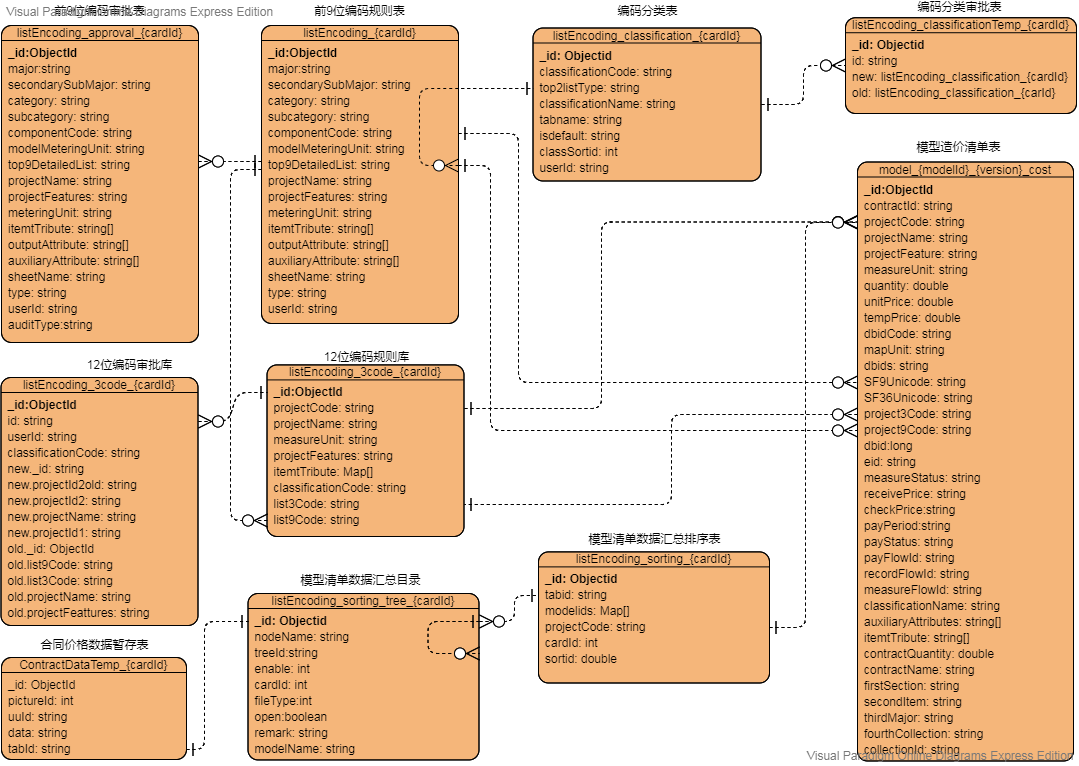 Visual Paradigm Online Diagrams Express Edition
前9位编码审批表
listEncoding_approval_{cardId}
_id:ObjectId
major:string
secondarySubMajor: string
category: string
subcategory: string
componentCode: string
modelMeteringUnit: string
top9DetailedList: string
projectName: string
projectFeatures: string
meteringUnit: string
itemtTribute: string[]
outputAttribute: string[]
auxiliaryAttribute: string[]
sheetName: string
type: string
userId: string
auditType:string
前9位编码规则表
listEncoding_{cardId}
_id:ObjectId
major:string
secondarySubMajor: string
category: string
subcategory: string
componentCode: string
modelMeteringUnit: string
top9DetailedList: string
projectName: string
projectFeatures: string
meteringUnit: string
itemtTribute: string[]
outputAttribute: string[]
auxiliaryAttribute: string[]
sheetName: string
type: string
userId: string
编码分类表
listEncoding_classification_{cardId}
_id: Objectid
classificationCode: string
top2listType: string
classificationName: string
tabname: string
isdefault: string
classSortid: int
userId: string
编码分类审批表
listEncoding_classificationTemp_{cardId}
_id: Objectid
id: string
new: listEncoding_classification_{cardId}
old: listEncoding_classification_{carId}
模型造价清单表
model_{modelId}_{version}_cost
_id:ObjectId
contractId: string
projectCode: string
projectName: string
projectFeature: string
measureUnit: string
quantity: double
unitPrice: double
tempPrice: double
dbidCode: string
mapUnit: string
dbids: string
SF9Unicode: string
SF36Unicode: string
project3Code: string
project9Code: string
dbid:long
eid: string
measureStatus: string
receivePrice: string
checkPrice:string
payPeriod:string
payStatus: string
payFlowId: string
recordFlowId: string
measureFlowId: string
classificationName: string
auxiliaryAttributes: string[]
itemtTribute: string[]
contractQuantity: double
contractName: string
firstSection: string
secondItem: string
thirdMajor: string
fourthCollection: string
collectionId: string
12位编码审批库
listEncoding_3code_{cardId}
_id:ObjectId
id: string
userId: string
classificationCode: string
new._id: string
new.projectId2old: string
new.projectId2: string
new.projectName: string
new.projectId1: string
old._id: ObjectId
old.list9Code: string
old.list3Code: string
old.projectName: string
old.projectFeattures: string
12位编码规则库
listEncoding_3code_{cardId}
_id:ObjectId
projectCode: string
projectName: string
measureUnit: string
projectFeatures: string
itemtTribute: Map[]
classificationCode: string
list3Code: string
list9Code: string
合同价格数据暂存表
ContractDataTemp_{cardId}
_id: ObjectId
pictureId: int
uuId: string
data: string
tabId: string
模型清单数据汇总目录
listEncoding_sorting_tree_{cardId}
_id: Objectid
nodeName: string
treeId:string
enable: int
cardId: int
fileType:int
open:boolean
remark: string
modelName: string
模型清单数据汇总排序表
listEncoding_sorting_{cardId}
_id: Objectid
tabid: string
modelids: Map[]
projectCode: string
cardId: int
sortid: double
Visual Paradigm Online Diagrams Express Edition